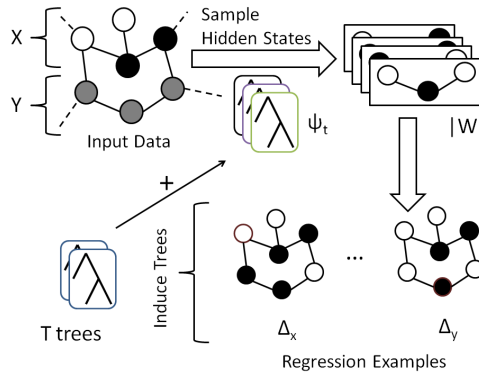 X
Sample
Hidden States
Y
Input Data
ψt
|W
+
T trees
Induce Trees
...
Δx
Δy
Regression Examples